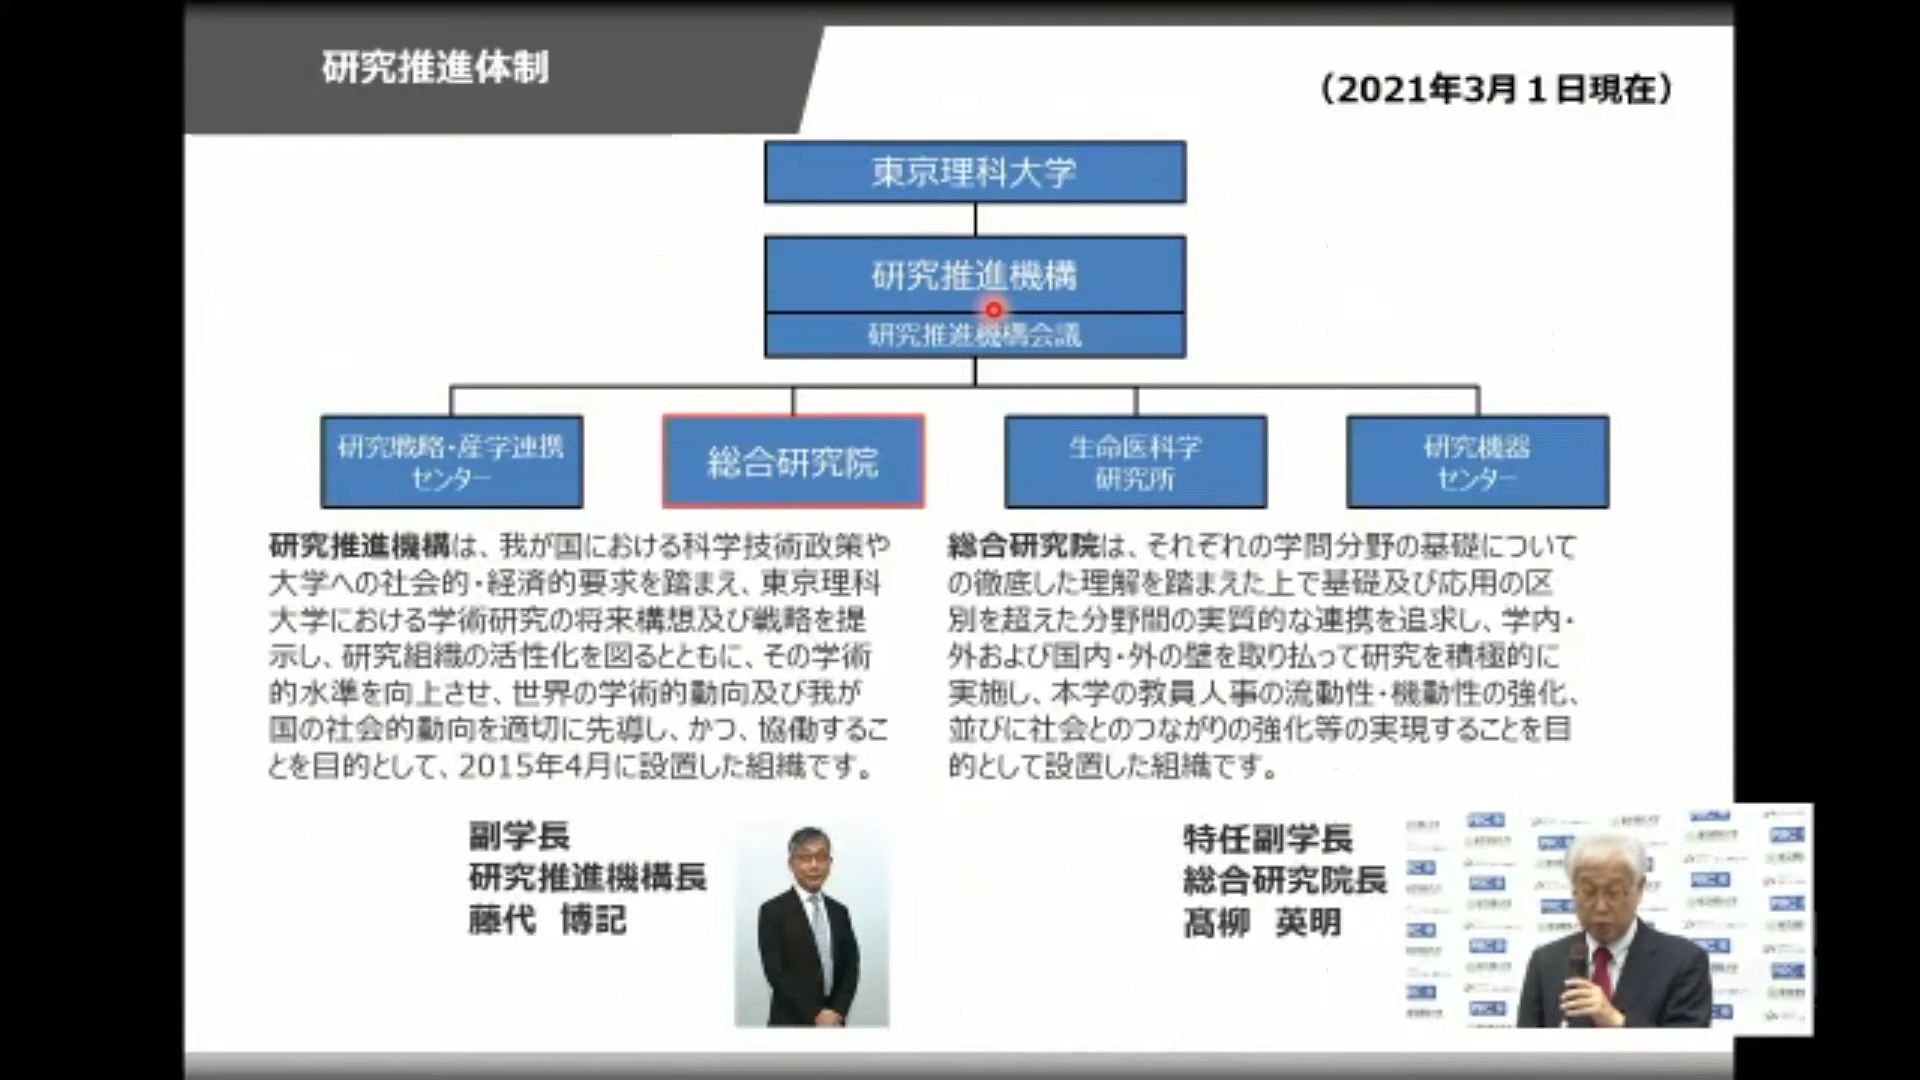 研究推進体制
（2021年3月１日現在）
東京理科大学
研究推進機構
研究推進機構会議
研究戦略・産学連携
センター
総合研究院
生命医科学
研究所
研究機器
センター
研究推進機構は、我が国における科学技術政策や
大学への社会的・経済的要求を踏まえ、東京理科
大学における学術研究の将来構想及び戦略を提
示し、研究組織の活性化を図るとともに、その学術
的水準を向上させ、世界の学術的動向及び我が
国の社会的動向を適切に先導し、かつ、協働するこ
とを目的として、2015年4月に設置した組織です。
総合研究院は、それぞれの学問分野の基礎について
の徹底した理解を踏まえた上で基礎及び応用の区
別を超えた分野間の実質的な連携を追求し、学内・
外および国内・外の壁を取り払って研究を積極的に
実施し、本学の教員人事の流動性・機動性の強化、
並びに社会とのつながりの強化等の実現することを目
的として設置した組織です。
副学長
研究推進機構長
藤代　博記
特任副学長
総合研究院長
髙柳　英明